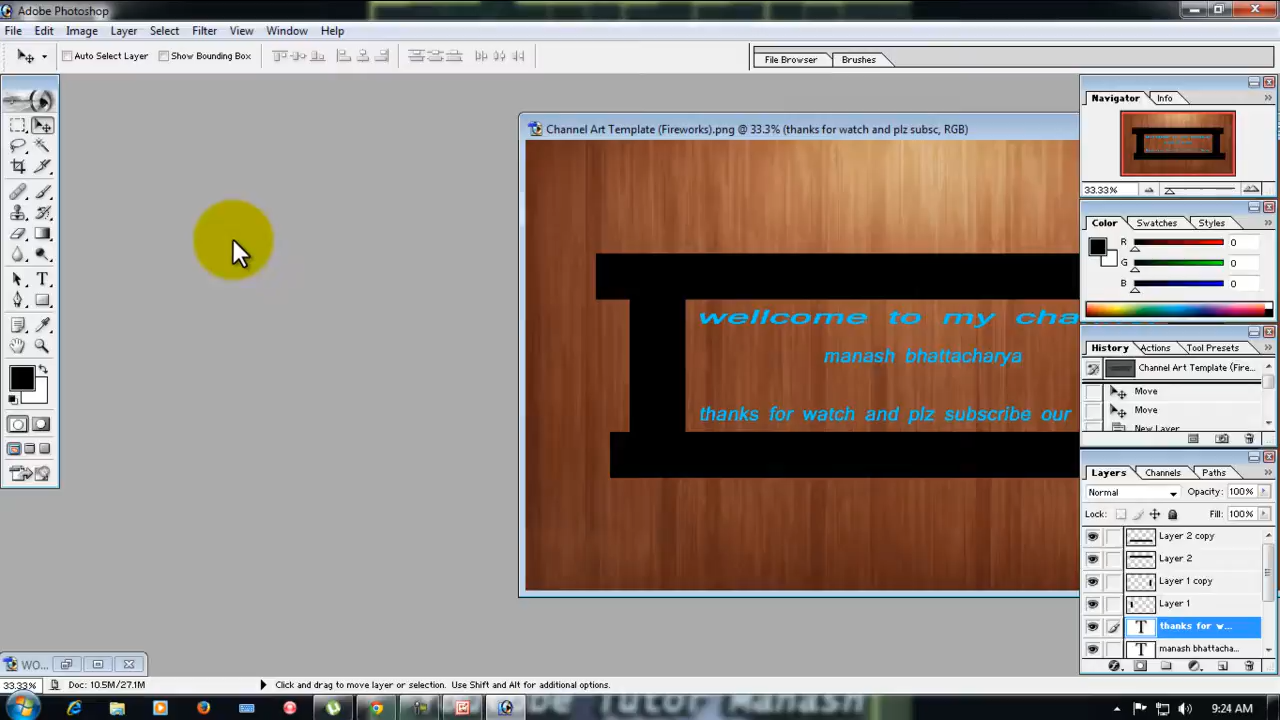 Adobe Photoshop
File Edit Image Layer Select Filter View Window Help
Auto Select Layer Show Bounding Box File Browser Brushes
Channel Art Template (Fireworks).png @ 33.3% (thanks for watch and plz subsc, RGB)
Navigator Info
33.33%
Color Swatches Styles
R 0
G 0
B 0
wellcome to my cha
manash bhattacharya
thanks for watch and plz subscribe our
History Actions Tool Presets
Channel Art Template (Fire...
Move
Move
New Layer
Layers Channels Paths
Normal Opacity: 100%
Lock: Fill: 100%
Layer 2 copy
Layer 2
Layer 1 copy
Layer 1
T thanks for w...
T manash bhattacha...
WO...
33.33% Doc: 10.5M/27.1M Click and drag to move layer or selection. Use Shift and Alt for additional options.
Tutor Manash
9:24 AM